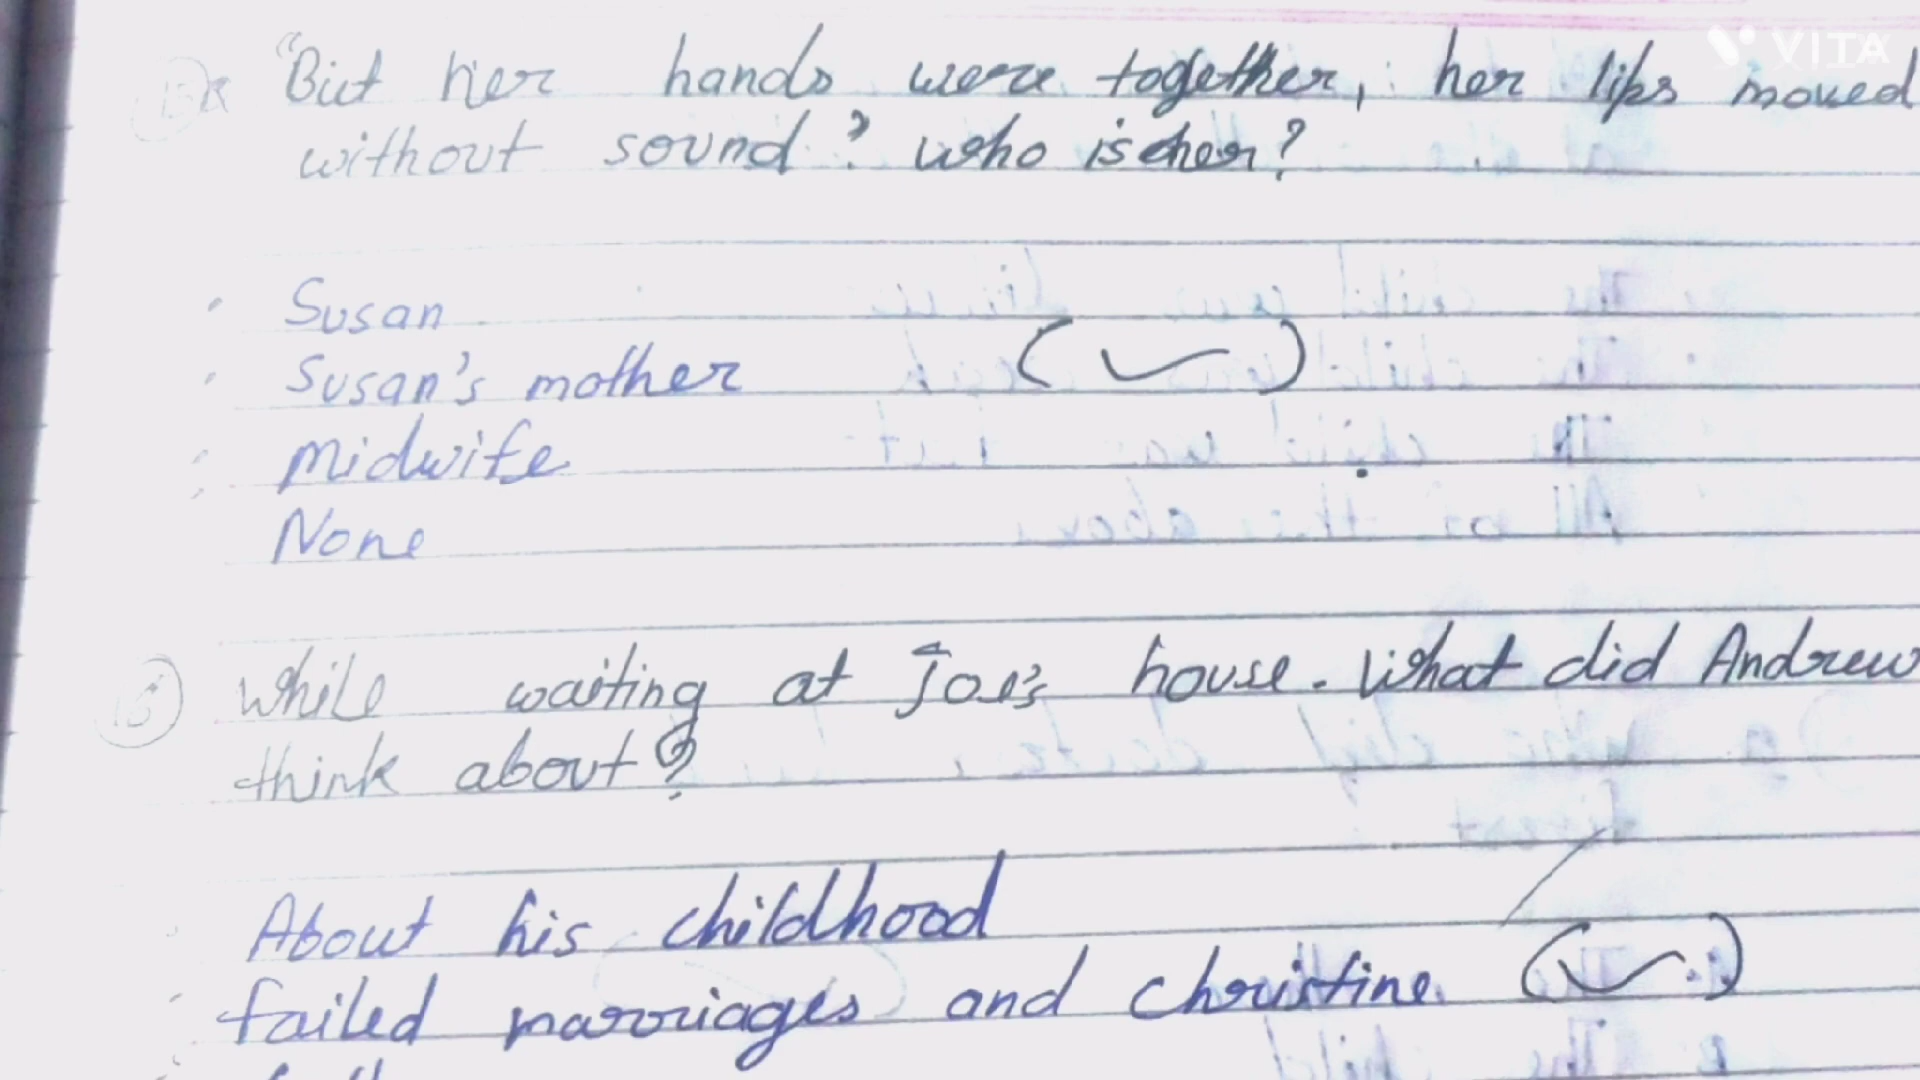 VITA
"But her hands were together, her lips moved
without sound" who is her?
Susan
Susan's mother
Midwife
None
While waiting at Joe's house. What did Andrew
think about?
About his childhood
failed marriages and christine